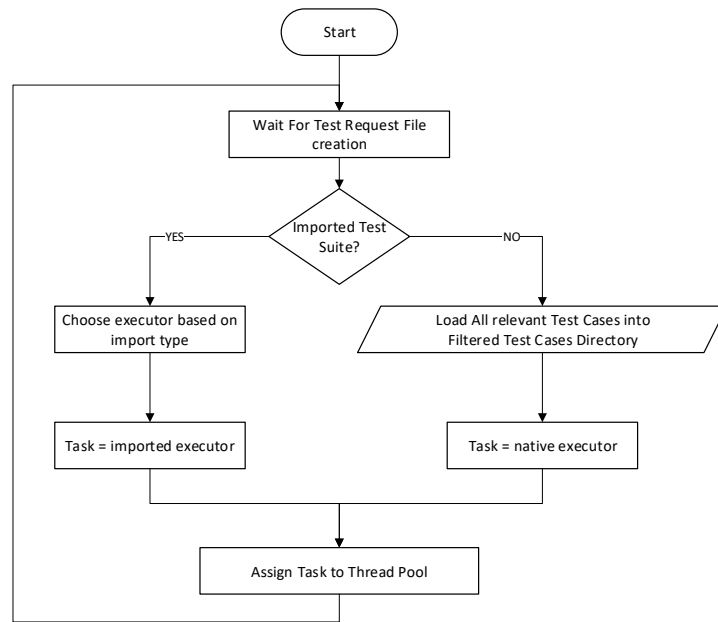 Start
Wait For Test Request File
creation
Imported Test
Suite?
YES
NO
Choose executor based on
import type
Load All relevant Test Cases into
Filtered Test Cases Directory
Task = imported executor
Task = native executor
Assign Task to Thread Pool